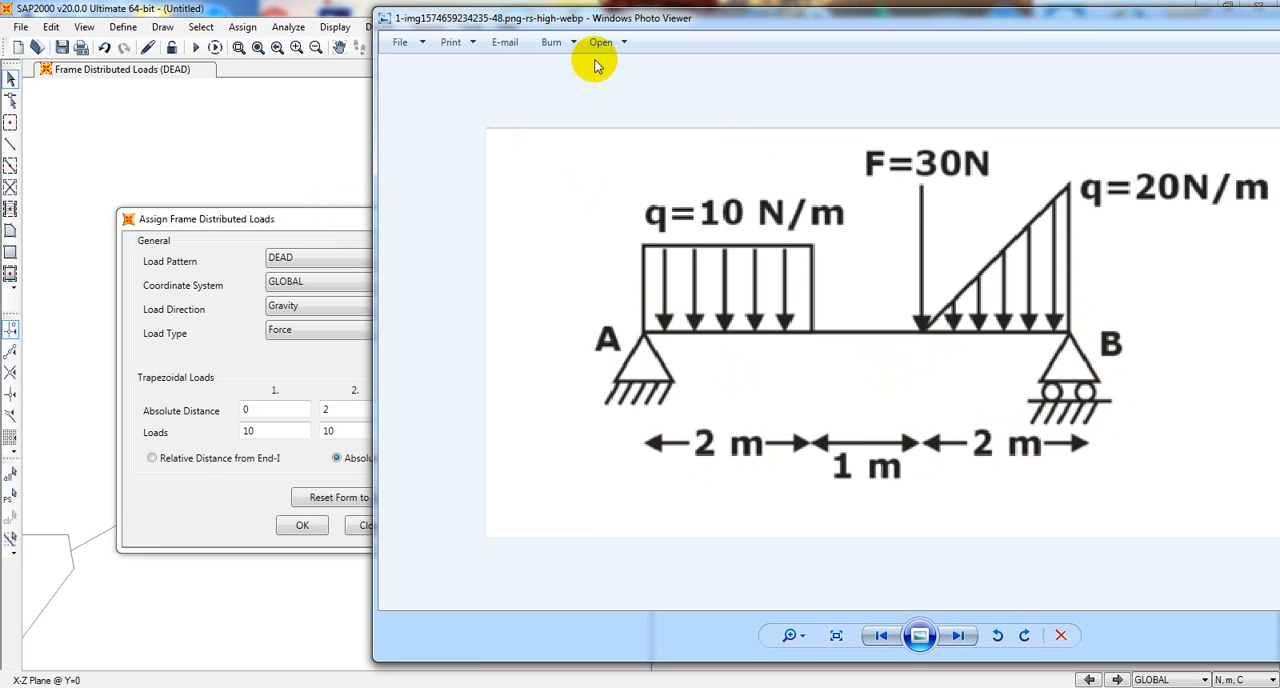 SAP2000 v20.0.0 Ultimate 64-bit - (Untitled)
File Edit View Define Draw Select Assign Analyze Display
Frame Distributed Loads (DEAD)
Assign Frame Distributed Loads
General
Load Pattern DEAD
Coordinate System GLOBAL
Load Direction Gravity
Load Type Force
Trapezoidal Loads
1. 2.
Absolute Distance 0 2
Loads 10 10
Relative Distance from End-I
Reset Form to
OK
all
PS
clr
X-Z Plane @ Y=0
1-img1574659234235-48.png-rs-high-webp - Windows Photo Viewer
File Print E-mail Burn Open
F=30N
q=10 N/m
q=20N/m
A
B
2 m
1 m
2 m
GLOBAL N, m, C